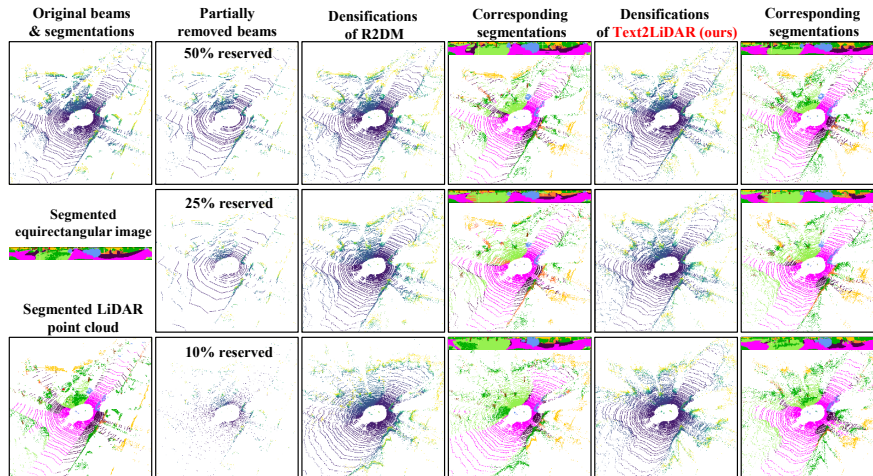 Original beams
& segmentations
Partially
removed beams
Densifications
of R2DM
Corresponding
segmentations
Densifications
of Text2LiDAR (ours)
Corresponding
segmentations
50% reserved
Segmented
equirectangular image
25% reserved
Segmented LiDAR
point cloud
10% reserved